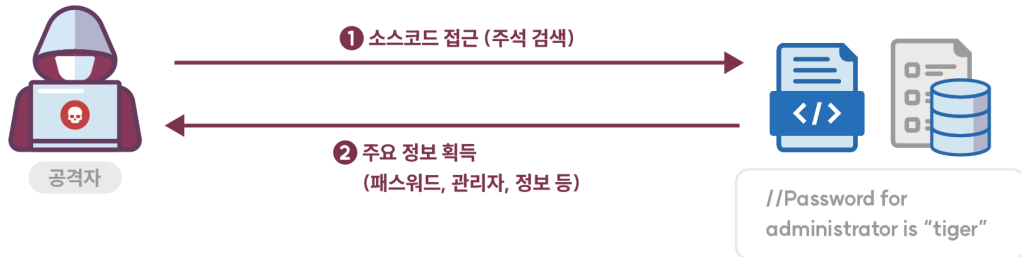 ❶ 소스코드 접근 (주석 검색)
❷ 주요 정보 획득
(패스워드, 관리자, 정보 등)
공격자
</>
//Password for
administrator is “tiger”